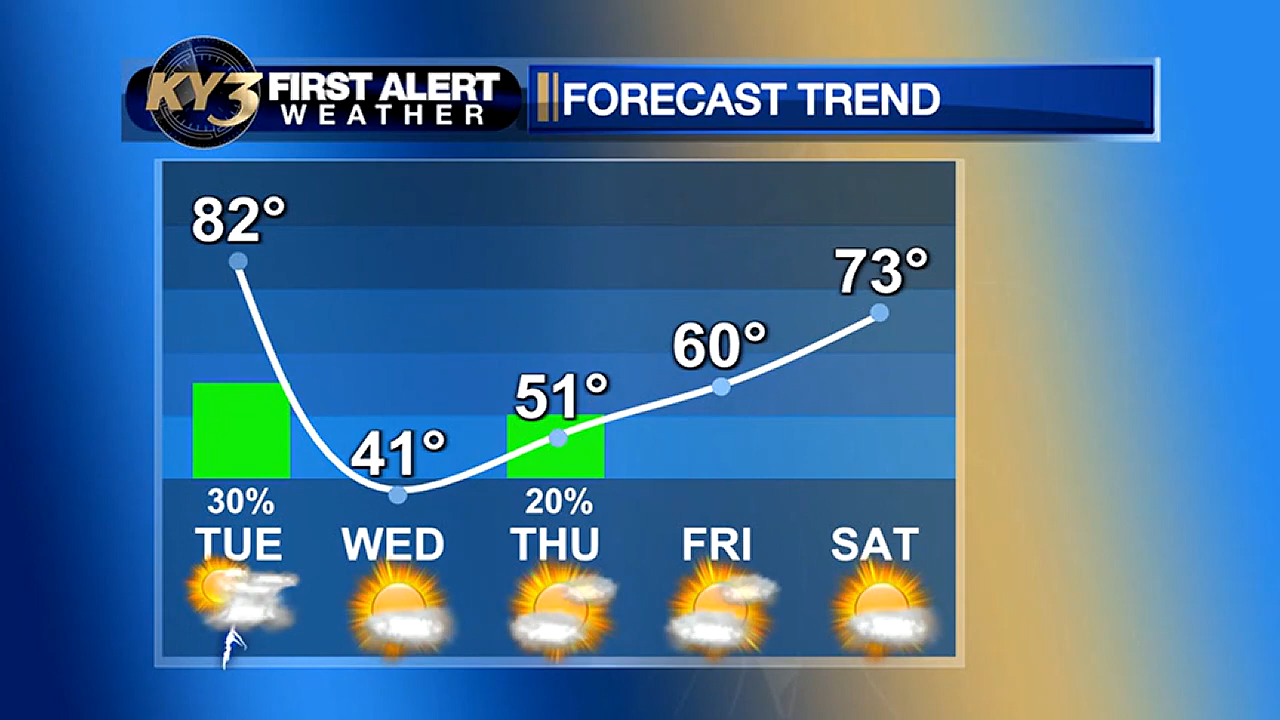 KY3 FIRST ALERT
WEATHER
FORECAST TREND
82°
41°
51°
60°
73°
30%
20%
TUE WED THU FRI SAT